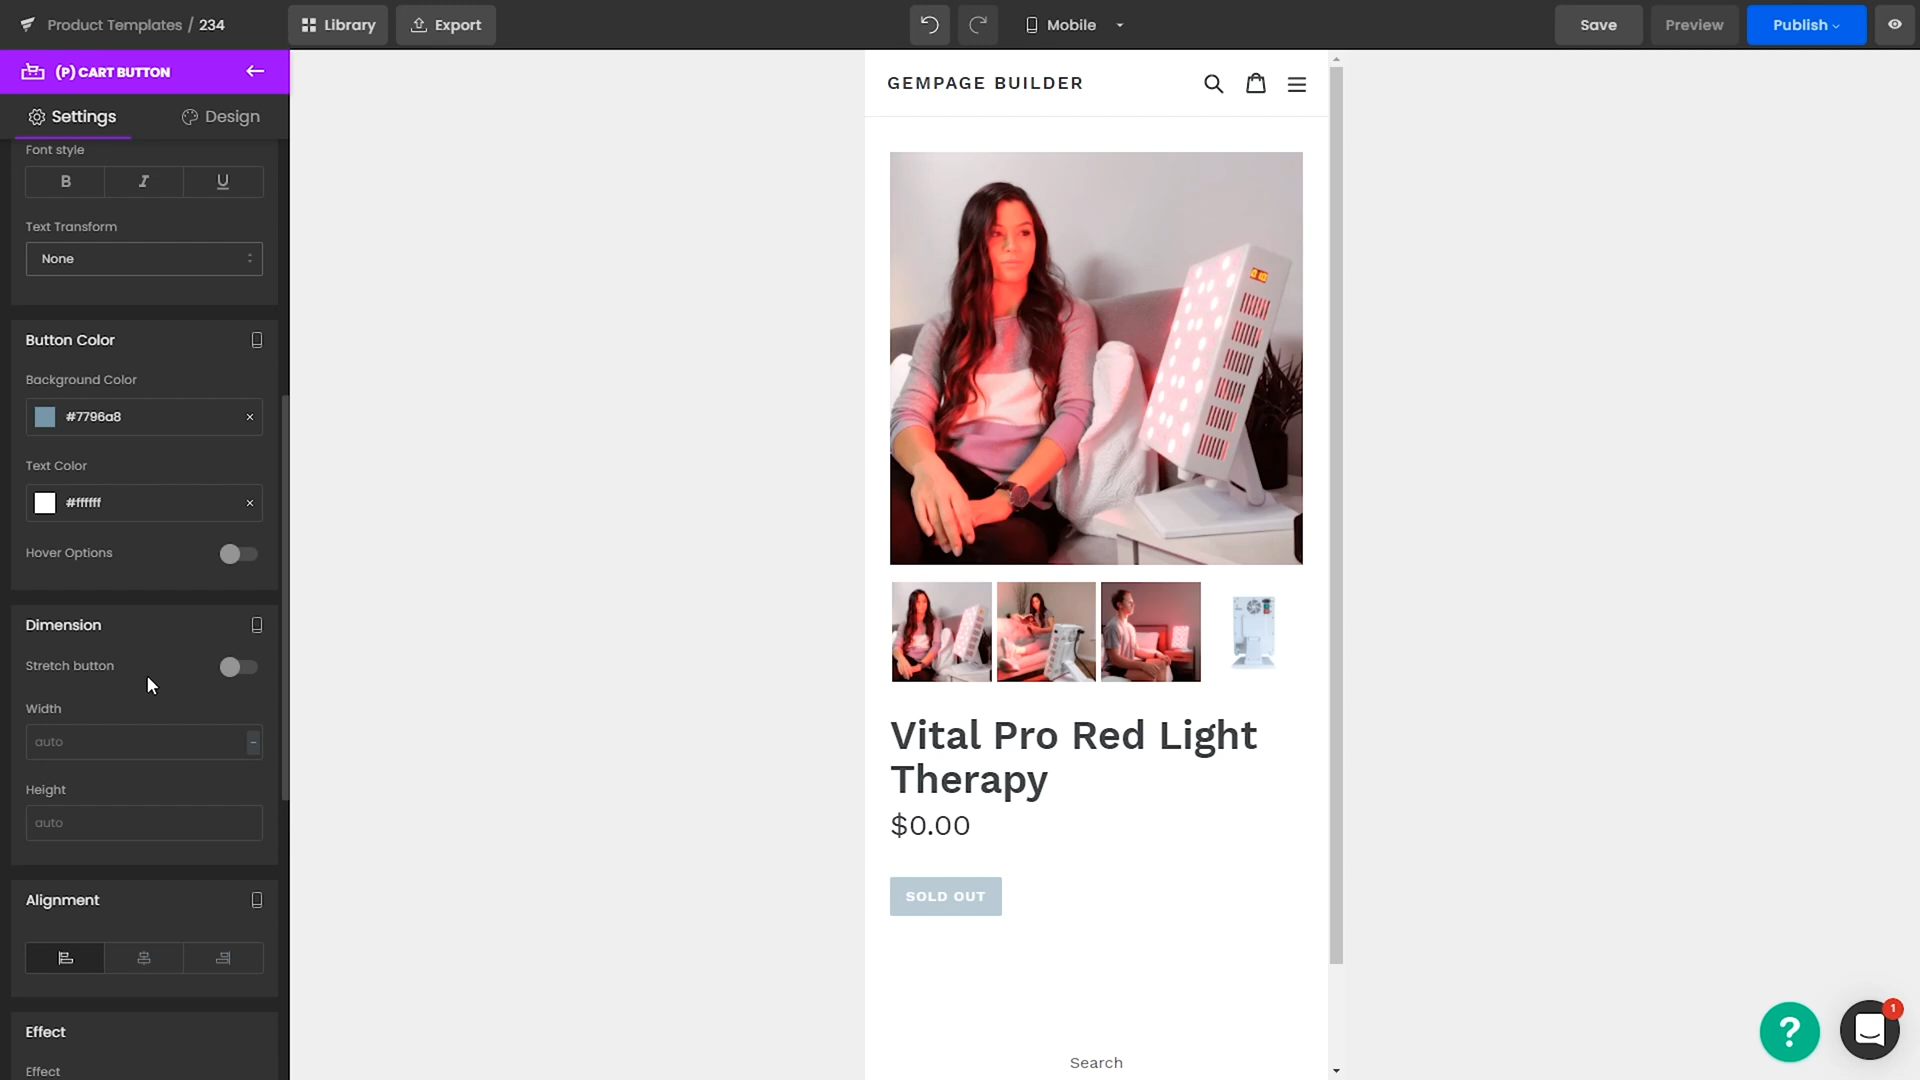 Product Templates / 234
Library
Export
Mobile
Save
Preview
Publish
(P) CART BUTTON
Settings
Design
Font style
B I U
Text Transform
None
Button Color
Background Color
#7796a8
Text Color
#ffffff
Hover Options
Dimension
Stretch button
Width
auto
-
Height
auto
Alignment
Effect
Effect
GEMPAGE BUILDER
Vital Pro Red Light
Therapy
$0.00
SOLD OUT
Search
?
1